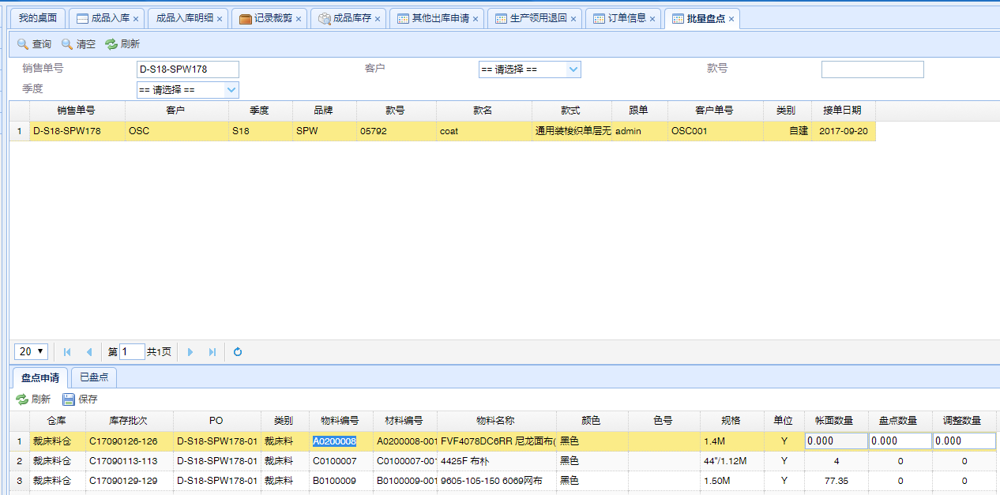 我的桌面 成品入库 × 成品入库明细 × 记录裁剪 × 成品库存 × 其他出库申请 × 生产领用退回 × 订单信息 × 批量盘点 ×
查询 清空 刷新
销售单号 D-S18-SPW178 客户 == 请选择 == 款号
季度 == 请选择 ==
销售单号 客户 季度 品牌 款号 款名 款式 跟单 客户单号 类别 接单日期
1 D-S18-SPW178 OSC S18 SPW 05792 coat 通用装梭织单层无 admin OSC001 自建 2017-09-20
20 第 1 共1页
盘点申请 已盘点
刷新 保存
仓库 库存批次 PO 类别 物料编号 材料编号 物料名称 颜色 色号 规格 单位 帐面数量 盘点数量 调整数量
1 裁床料仓 C17090126-126 D-S18-SPW178-01 裁床料 A0200008 A0200008-001 FVF4078DC6RR 尼龙面布( 黑色 1.4M Y 0.000 0.000 0.000
2 裁床料仓 C17090113-113 D-S18-SPW178-01 裁床料 C0100007 C0100007-001 4425F 布朴 黑色 44"/1.12M Y 4 0 0
3 裁床料仓 C17090129-129 D-S18-SPW178-01 裁床料 B0100009 B0100009-001 9605-105-150 6069网布 黑色 1.50M Y 77.35 0 0